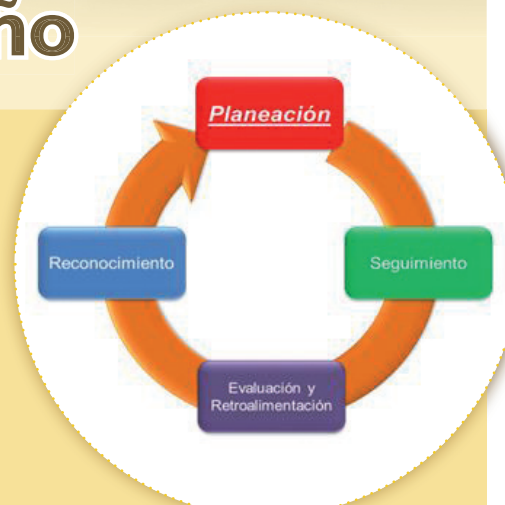 ño
Planeación
Reconocimiento
Seguimiento
Evaluación y
Retroalimentación